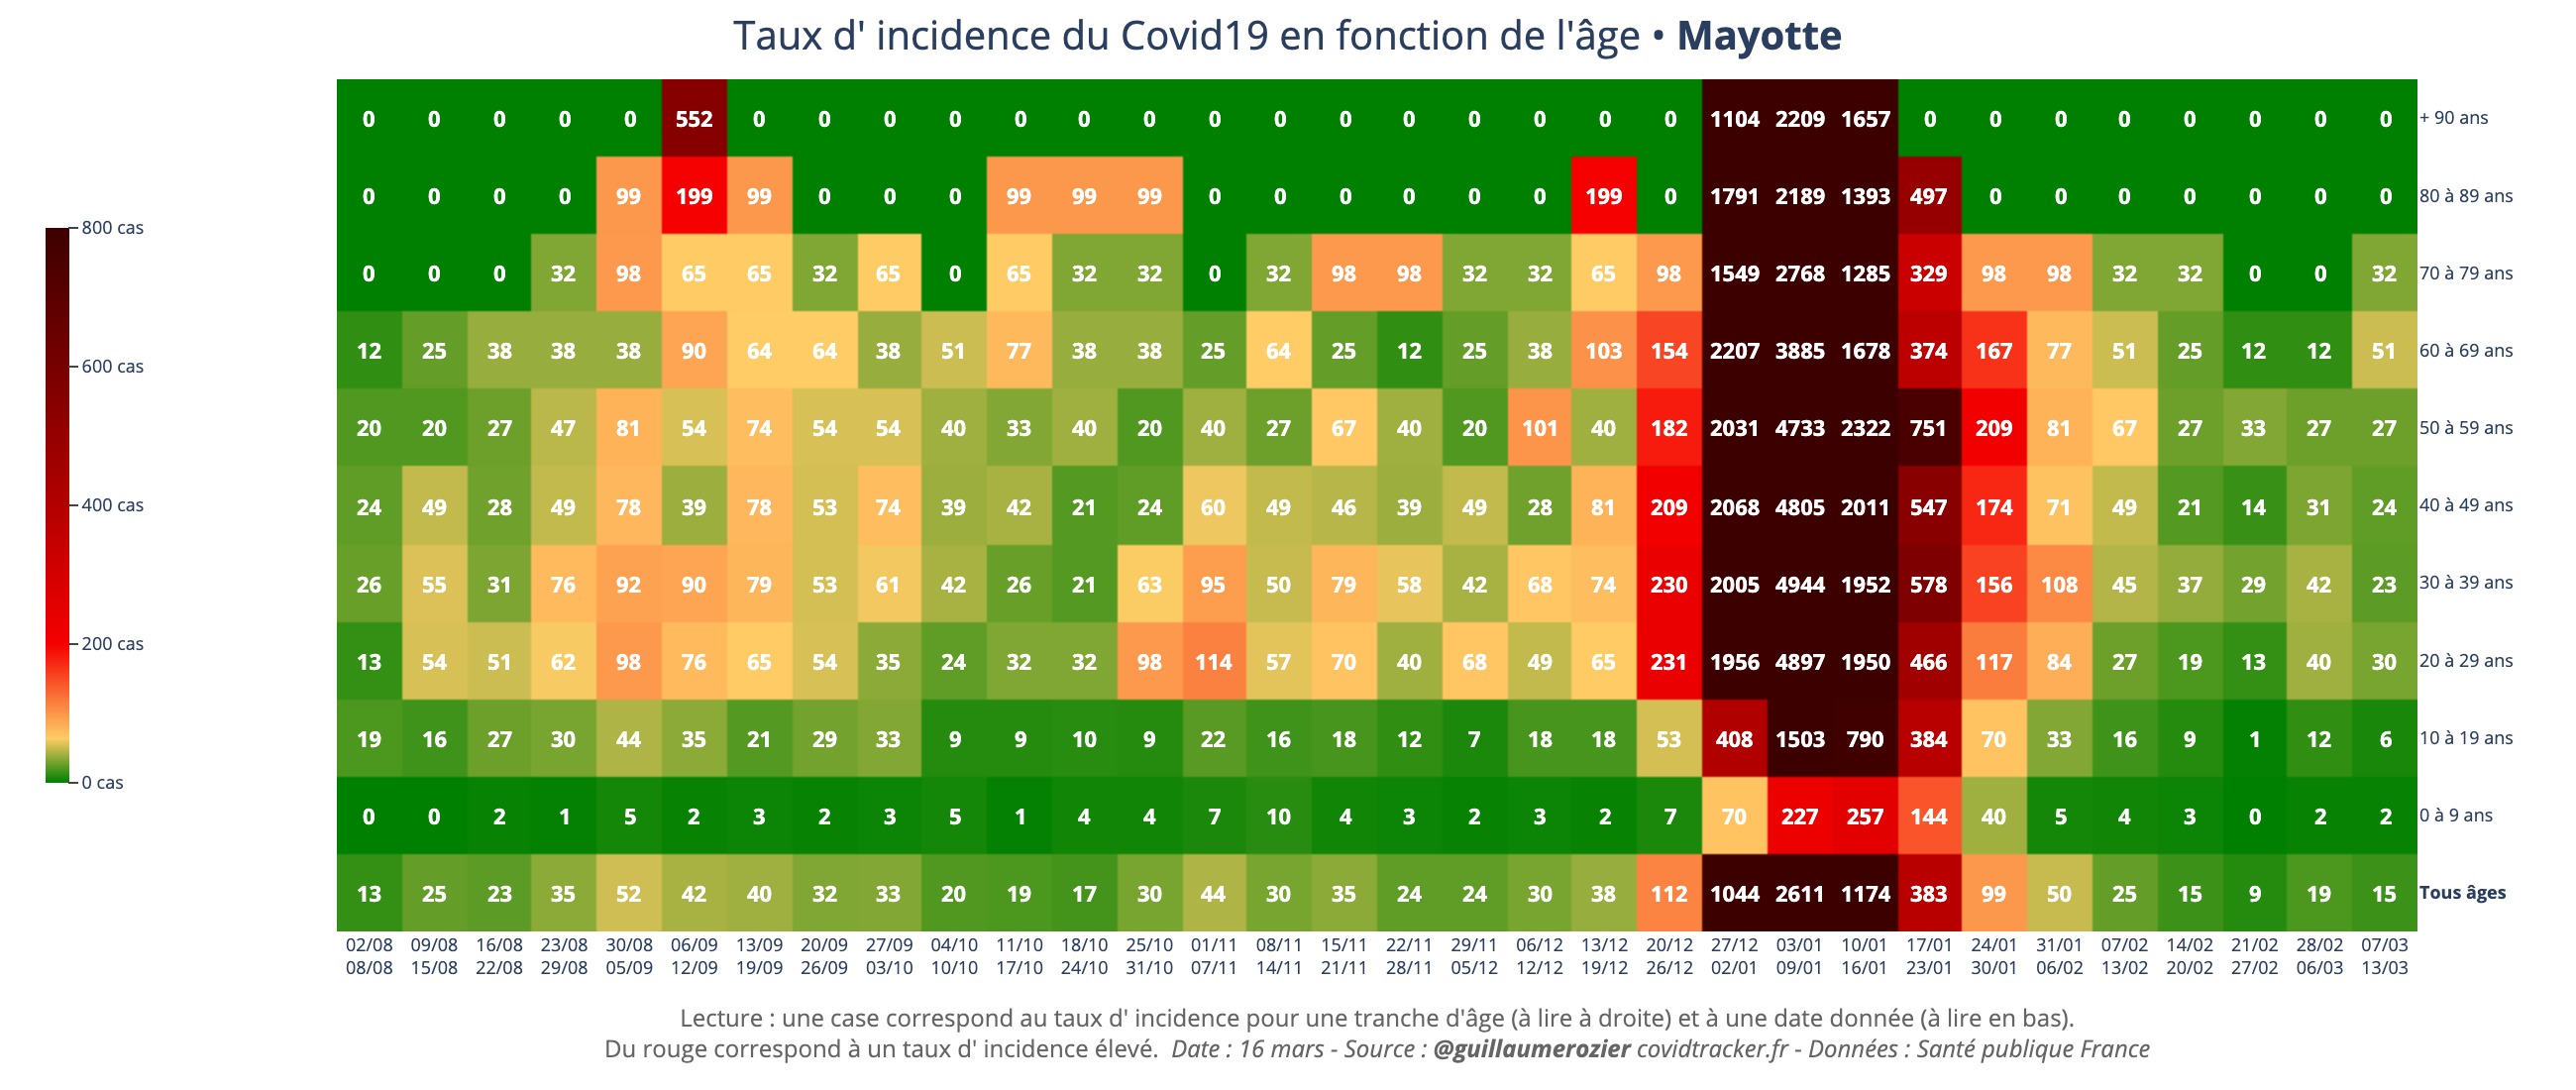 Taux d' incidence du Covid19 en fonction de l'âge • Mayotte
800 cas
600 cas
400 cas
200 cas
0 cas
0 0 0 0 0 552 0 0 0 0 0 0 0 0 0 0 0 0 0 0 0 1104 2209 1657 0 0 0 0 0 0 0 0 + 90 ans
0 0 0 0 99 199 99 0 0 0 99 99 99 0 0 0 0 0 0 199 0 1791 2189 1393 497 0 0 0 0 0 0 0 80 à 89 ans
0 0 0 32 98 65 65 32 65 0 65 32 32 0 32 98 98 32 32 65 98 1549 2768 1285 329 98 98 32 32 0 0 32 70 à 79 ans
12 25 38 38 38 90 64 64 38 51 77 38 38 25 64 25 12 25 38 103 154 2207 3885 1678 374 167 77 51 25 12 12 51 60 à 69 ans
20 20 27 47 81 54 74 54 54 40 33 40 20 40 27 67 40 20 101 40 182 2031 4733 2322 751 209 81 67 27 33 27 27 50 à 59 ans
24 49 28 49 78 39 78 53 74 39 42 21 24 60 49 46 39 49 28 81 209 2068 4805 2011 547 174 71 49 21 14 31 24 40 à 49 ans
26 55 31 76 92 90 79 53 61 42 26 21 63 95 50 79 58 42 68 74 230 2005 4944 1952 578 156 108 45 37 29 42 23 30 à 39 ans
13 54 51 62 98 76 65 54 35 24 32 32 98 114 57 70 40 68 49 65 231 1956 4897 1950 466 117 84 27 19 13 40 30 20 à 29 ans
19 16 27 30 44 35 21 29 33 9 9 10 9 22 16 18 12 7 18 18 53 408 1503 790 384 70 33 16 9 1 12 6 10 à 19 ans
0 0 2 1 5 2 3 2 3 5 1 4 4 7 10 4 3 2 3 2 7 70 227 257 144 40 5 4 3 0 2 2 0 à 9 ans
13 25 23 35 52 42 40 32 33 20 19 17 30 44 30 35 24 24 30 38 112 1044 2611 1174 383 99 50 25 15 9 19 15 Tous âges
02/08 09/08 16/08 23/08 30/08 06/09 13/09 20/09 27/09 04/10 11/10 18/10 25/10 01/11 08/11 15/11 22/11 29/11 06/12 13/12 20/12 27/12 03/01 10/01 17/01 24/01 31/01 07/02 14/02 21/02 28/02 07/03
08/08 15/08 22/08 29/08 05/09 12/09 19/09 26/09 03/10 10/10 17/10 24/10 31/10 07/11 14/11 21/11 28/11 05/12 12/12 19/12 26/12 02/01 09/01 16/01 23/01 30/01 06/02 13/02 20/02 27/02 06/03 13/03
Lecture : une case correspond au taux d' incidence pour une tranche d'âge (à lire à droite) et à une date donnée (à lire en bas).
Du rouge correspond à un taux d' incidence élevé. Date : 16 mars - Source : @guillaumerozier covidtracker.fr - Données : Santé publique France